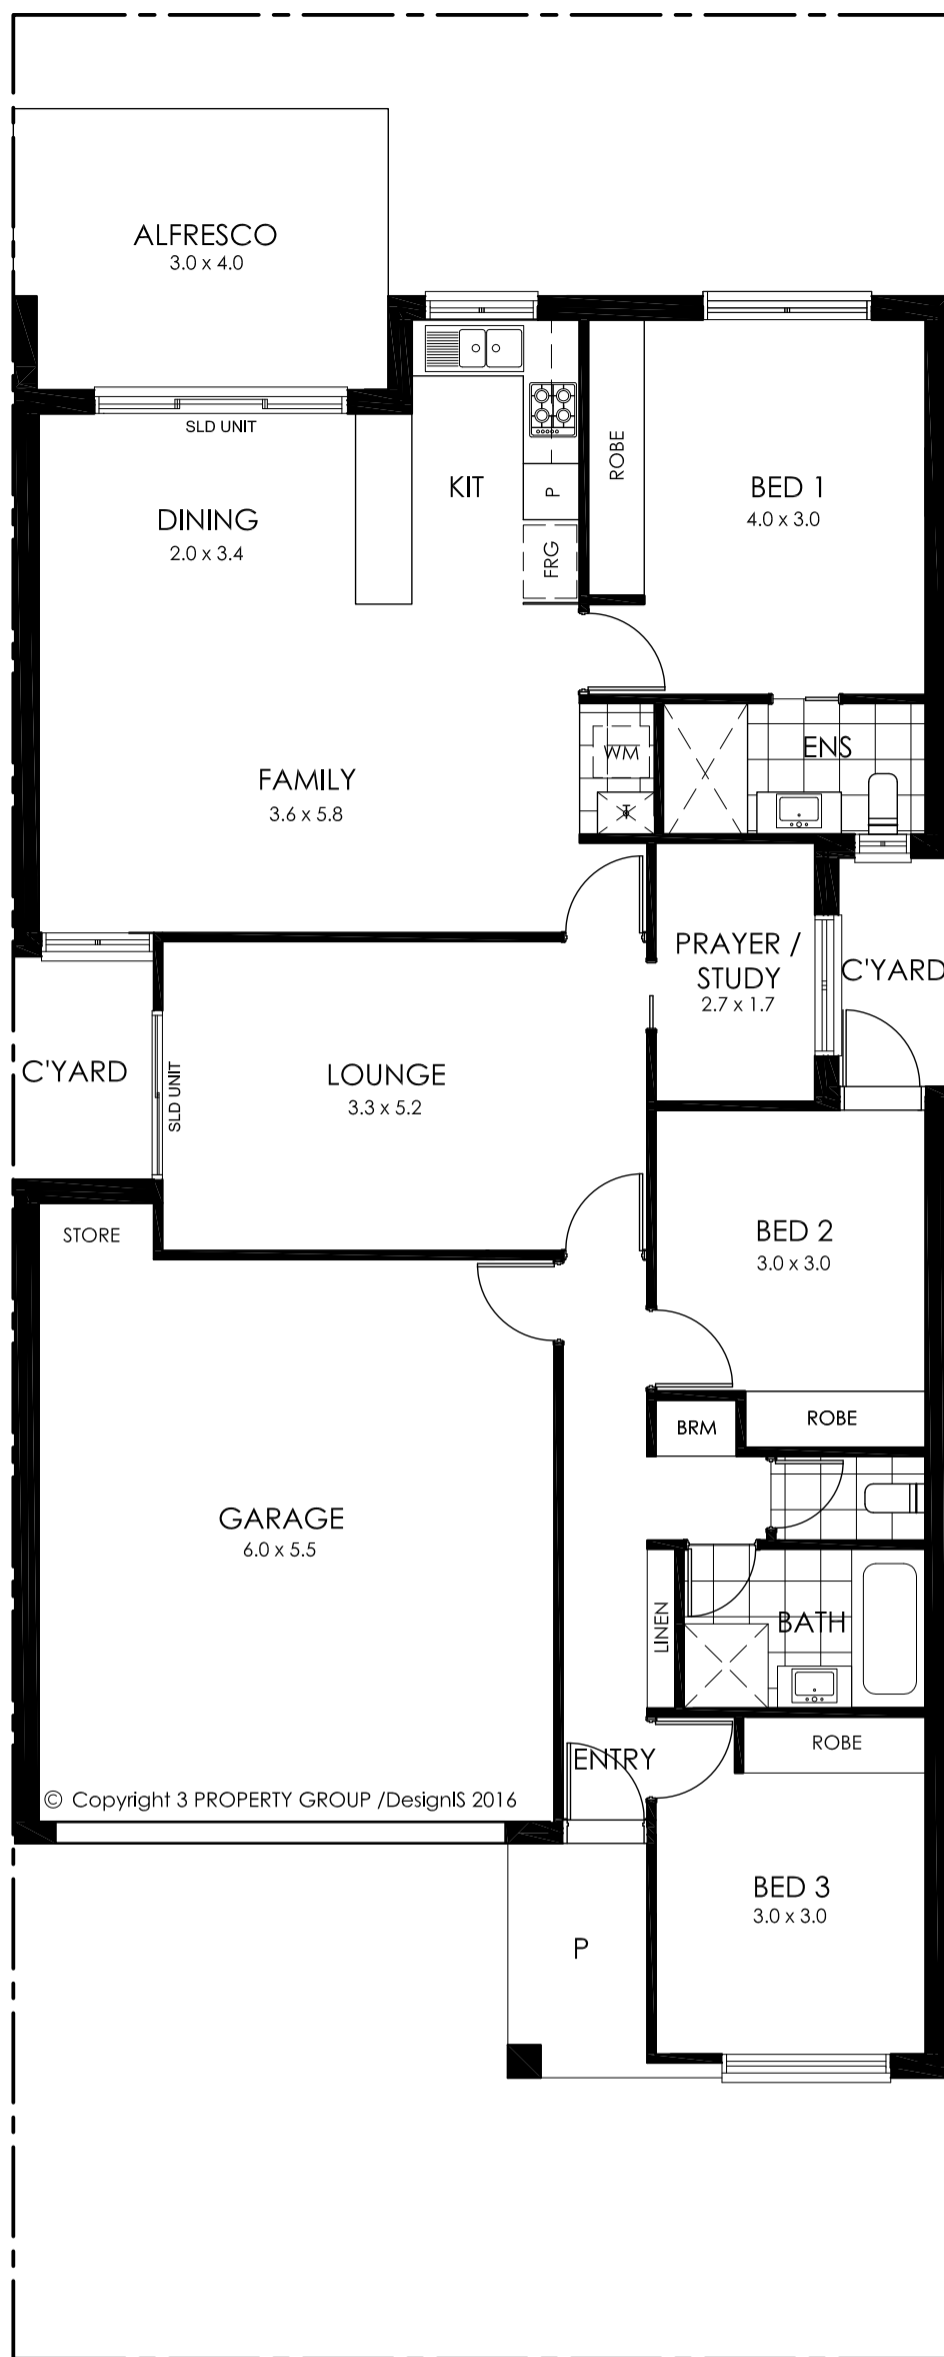 ALFRESCO
3.0 x 4.0
SLD UNIT
KIT
ROBE
BED 1
4.0 x 3.0
P
FRG
DINING
2.0 x 3.4
WM
T
ENS
FAMILY
3.6 x 5.8
PRAYER /
STUDY
2.7 x 1.7
C'YARD
C'YARD
SLD UNIT
LOUNGE
3.3 x 5.2
STORE
BED 2
3.0 x 3.0
BRM
ROBE
GARAGE
6.0 x 5.5
LINEN
BATH
ENTRY
ROBE
© Copyright 3 PROPERTY GROUP /DesignIS 2016
BED 3
3.0 x 3.0
P